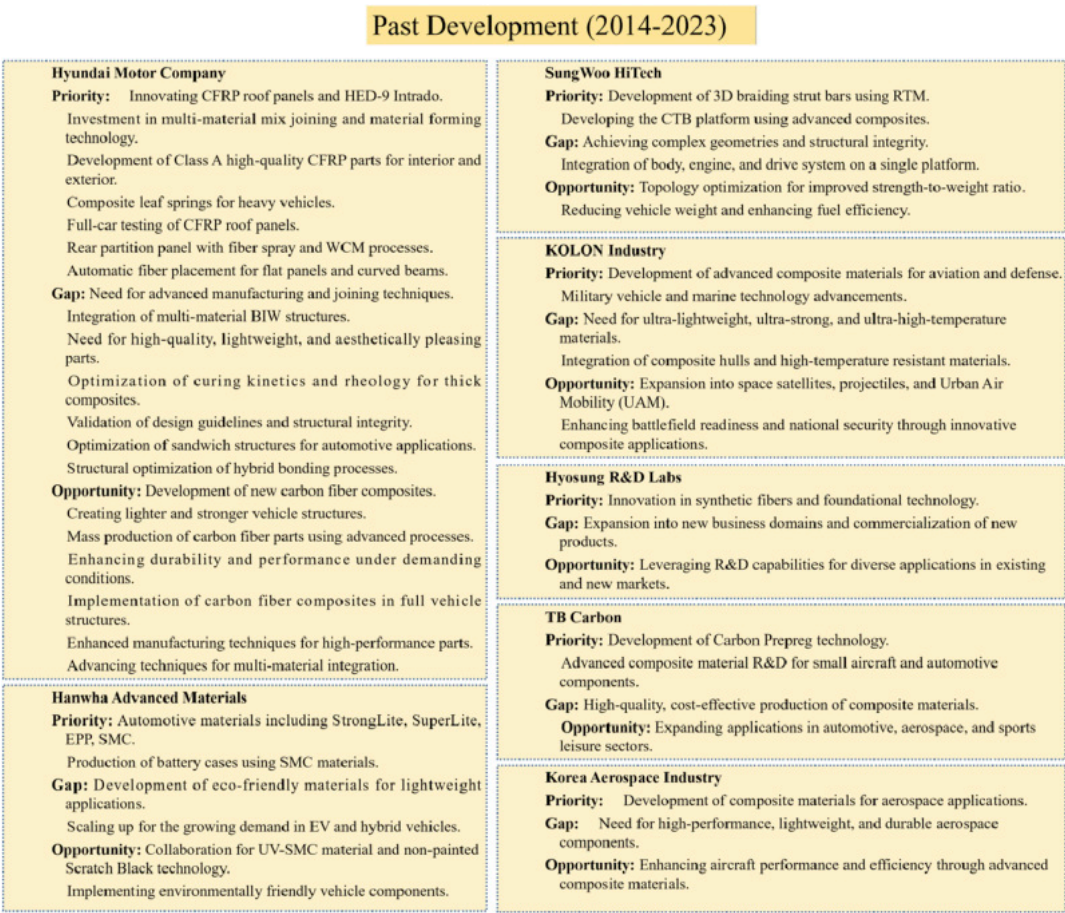 Past Development (2014-2023)
Hyundai Motor Company
Priority: Innovating CFRP roof panels and HED-9 Intrado.
Investment in multi-material mix joining and material forming
technology.
Development of Class A high-quality CFRP parts for interior and
exterior.
Composite leaf springs for heavy vehicles.
Full-car testing of CFRP roof panels.
Rear partition panel with fiber spray and WCM processes.
Automatic fiber placement for flat panels and curved beams.
Gap: Need for advanced manufacturing and joining techniques.
Integration of multi-material BIW structures.
Need for high-quality, lightweight, and aesthetically pleasing
parts.
Optimization of curing kinetics and rheology for thick
composites.
Validation of design guidelines and structural integrity.
Optimization of sandwich structures for automotive applications.
Structural optimization of hybrid bonding processes.
Opportunity: Development of new carbon fiber composites.
Creating lighter and stronger vehicle structures.
Mass production of carbon fiber parts using advanced processes.
Enhancing durability and performance under demanding
conditions.
Implementation of carbon fiber composites in full vehicle
structures.
Enhanced manufacturing techniques for high-performance parts.
Advancing techniques for multi-material integration.
Hanwha Advanced Materials
Priority: Automotive materials including StrongLite, SuperLite,
EPP, SMC.
Production of battery cases using SMC materials.
Gap: Development of eco-friendly materials for lightweight
applications.
Scaling up for the growing demand in EV and hybrid vehicles.
Opportunity: Collaboration for UV-SMC material and non-painted
Scratch Black technology.
Implementing environmentally friendly vehicle components.
SungWoo HiTech
Priority: Development of 3D braiding strut bars using RTM.
Developing the CTB platform using advanced composites.
Gap: Achieving complex geometries and structural integrity.
Integration of body, engine, and drive system on a single platform.
Opportunity: Topology optimization for improved strength-to-weight ratio.
Reducing vehicle weight and enhancing fuel efficiency.
KOLON Industry
Priority: Development of advanced composite materials for aviation and defense.
Military vehicle and marine technology advancements.
Gap: Need for ultra-lightweight, ultra-strong, and ultra-high-temperature
materials.
Integration of composite hulls and high-temperature resistant materials.
Opportunity: Expansion into space satellites, projectiles, and Urban Air
Mobility (UAM).
Enhancing battlefield readiness and national security through innovative
composite applications.
Hyosung R&D Labs
Priority: Innovation in synthetic fibers and foundational technology.
Gap: Expansion into new business domains and commercialization of new
products.
Opportunity: Leveraging R&D capabilities for diverse applications in existing
and new markets.
TB Carbon
Priority: Development of Carbon Prepreg technology.
Advanced composite material R&D for small aircraft and automotive
components.
Gap: High-quality, cost-effective production of composite materials.
Opportunity: Expanding applications in automotive, aerospace, and sports
leisure sectors.
Korea Aerospace Industry
Priority: Development of composite materials for aerospace applications.
Gap: Need for high-performance, lightweight, and durable aerospace
components.
Opportunity: Enhancing aircraft performance and efficiency through advanced
composite materials.